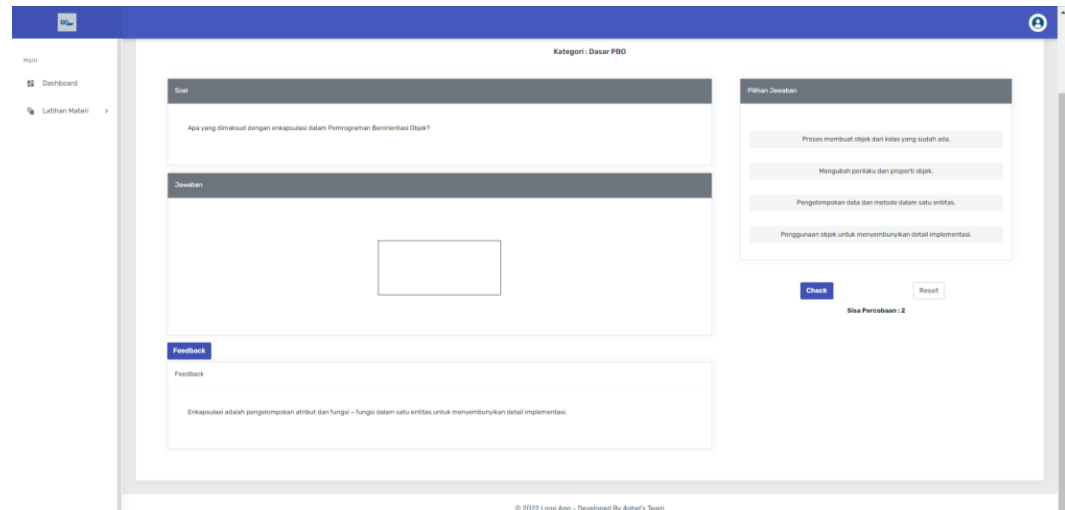 Main
Dashboard
Latihan Materi
Kategori : Dasar PBO
Soal
Apa yang dimaksud dengan enkapsulasi dalam Pemrograman Berorientasi Objek?
Jawaban
Feedback
Feedback
Enkapsulasi adalah pengelompokan atribut dan fungsi – fungsi dalam satu entitas untuk menyembunyikan detail implementasi.
Pilihan Jawaban
Proses membuat objek dari kelas yang sudah ada.
Mengubah perilaku dan properti objek.
Pengelompokan data dan metode dalam satu entitas.
Penggunaan objek untuk menyembunyikan detail implementasi.
Check Reset
Sisa Percobaan : 2
© 2022 Loop App - Developed By Aghel's Team